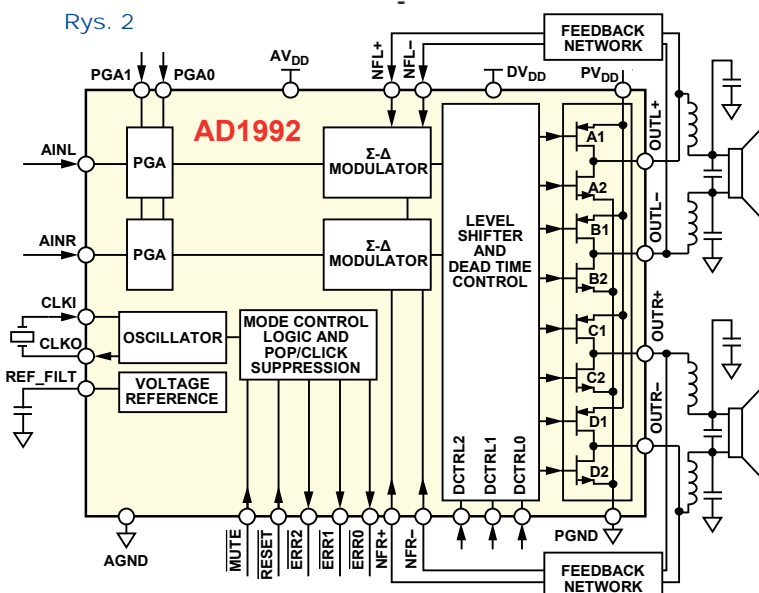 Rys. 2
FEEDBACK
NETWORK
PGA1
PGA0
AVDD
NFL+
NFL–
DVDD
PVDD
AD1992
AINL
PGA
Σ-Δ
MODULATOR
A1
OUTL+
A2
LEVEL
SHIFTER
AND
DEAD TIME
CONTROL
B1
OUTL–
AINR
PGA
Σ-Δ
MODULATOR
B2
CLKI
CLKO
OSCILLATOR
MODE CONTROL
LOGIC AND
POP/CLICK
SUPPRESSION
C1
OUTR+
REF_FILT
VOLTAGE
REFERENCE
C2
OUTR–
D1
DCTRL2
DCTRL1
DCTRL0
D2
AGND
MUTE
RESET
ERR2
ERR1
ERR0
NFR+
NFR–
PGND
FEEDBACK
NETWORK